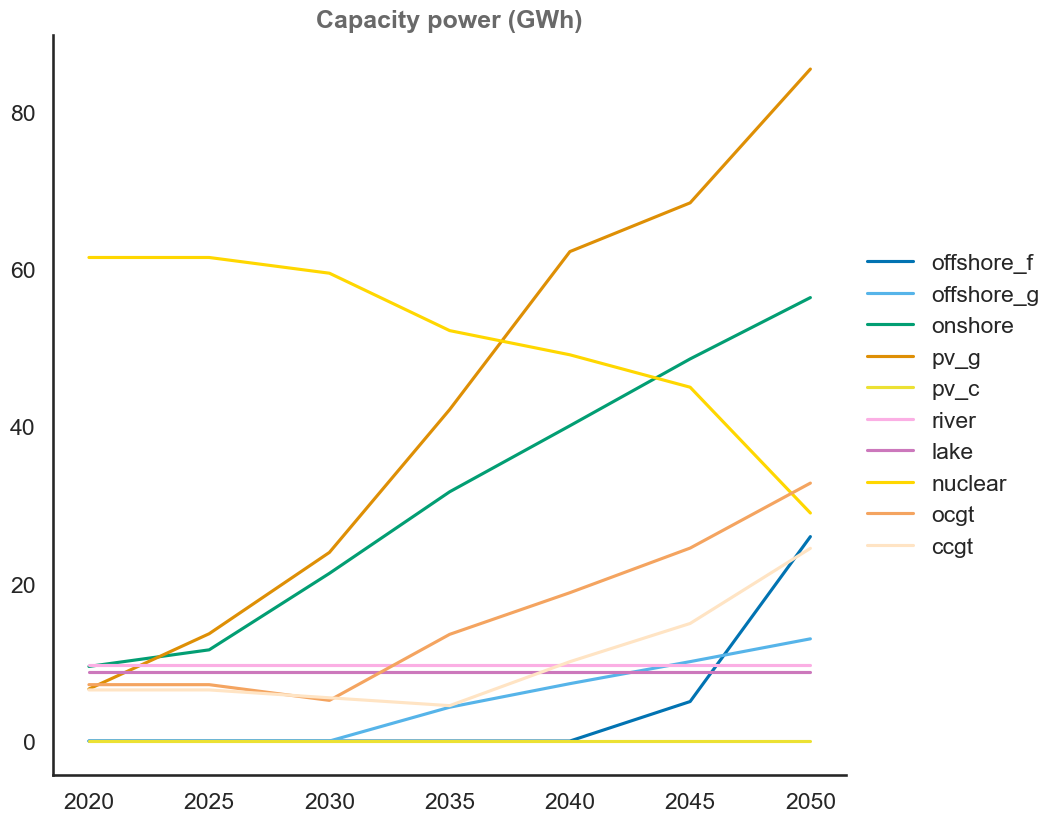 Capacity power (GWh)
80
60
40
20
0
2020 2025 2030 2035 2040 2045 2050
offshore_f
offshore_g
onshore
pv_g
pv_c
river
lake
nuclear
ocgt
ccgt